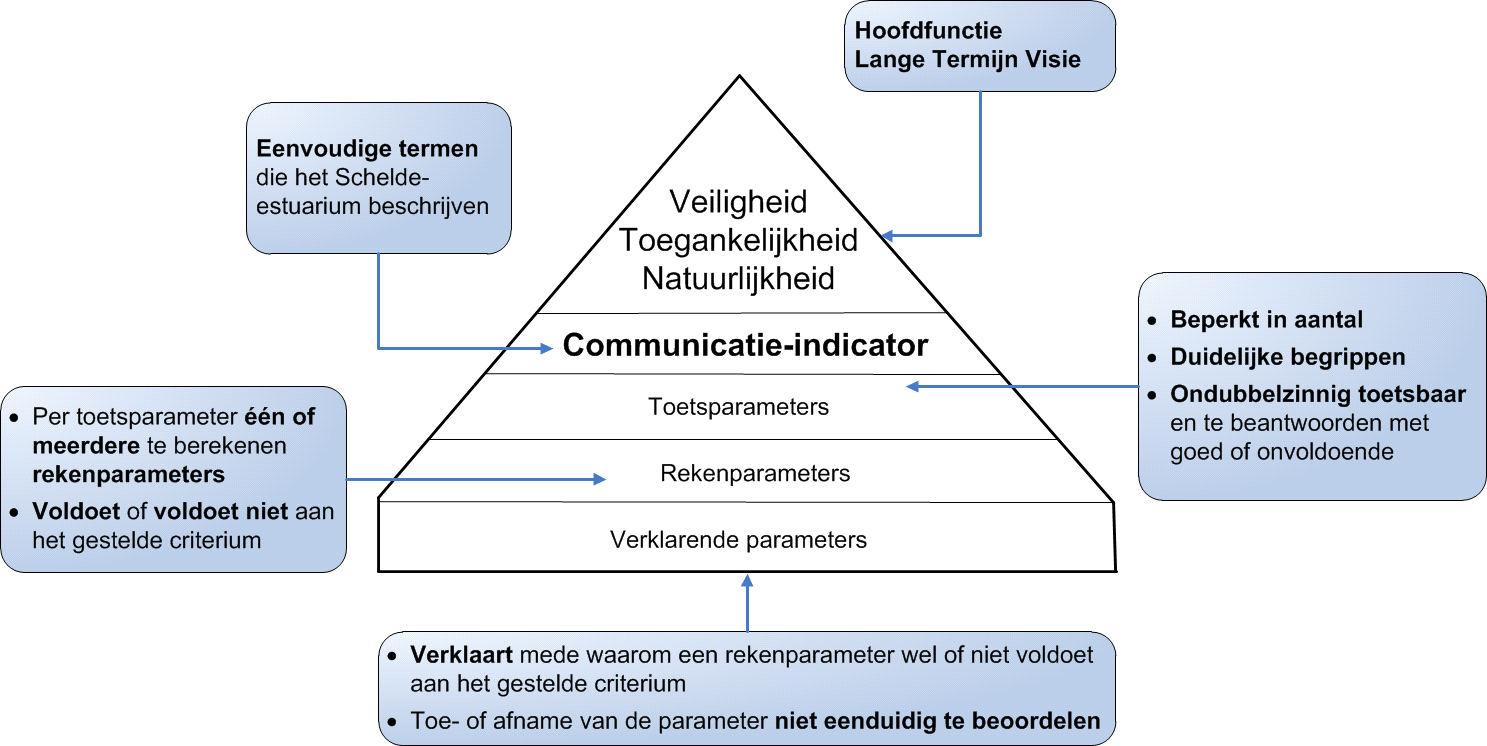 Hoofdfunctie
Lange Termijn Visie
Eenvoudige termen
die het Schelde-
estuarium beschrijven
Veiligheid
Toegankelijkheid
Natuurlijkheid
Communicatie-indicator
• Beperkt in aantal
• Duidelijke begrippen
• Ondubbelzinnig toetsbaar
en te beantwoorden met
goed of onvoldoende
Toetsparameters
• Per toetsparameter één of
meerdere te berekenen
rekenparameters
• Voldoet of voldoet niet aan
het gestelde criterium
Rekenparameters
Verklarende parameters
• Verklaart mede waarom een rekenparameter wel of niet voldoet
aan het gestelde criterium
• Toe- of afname van de parameter niet eenduidig te beoordelen